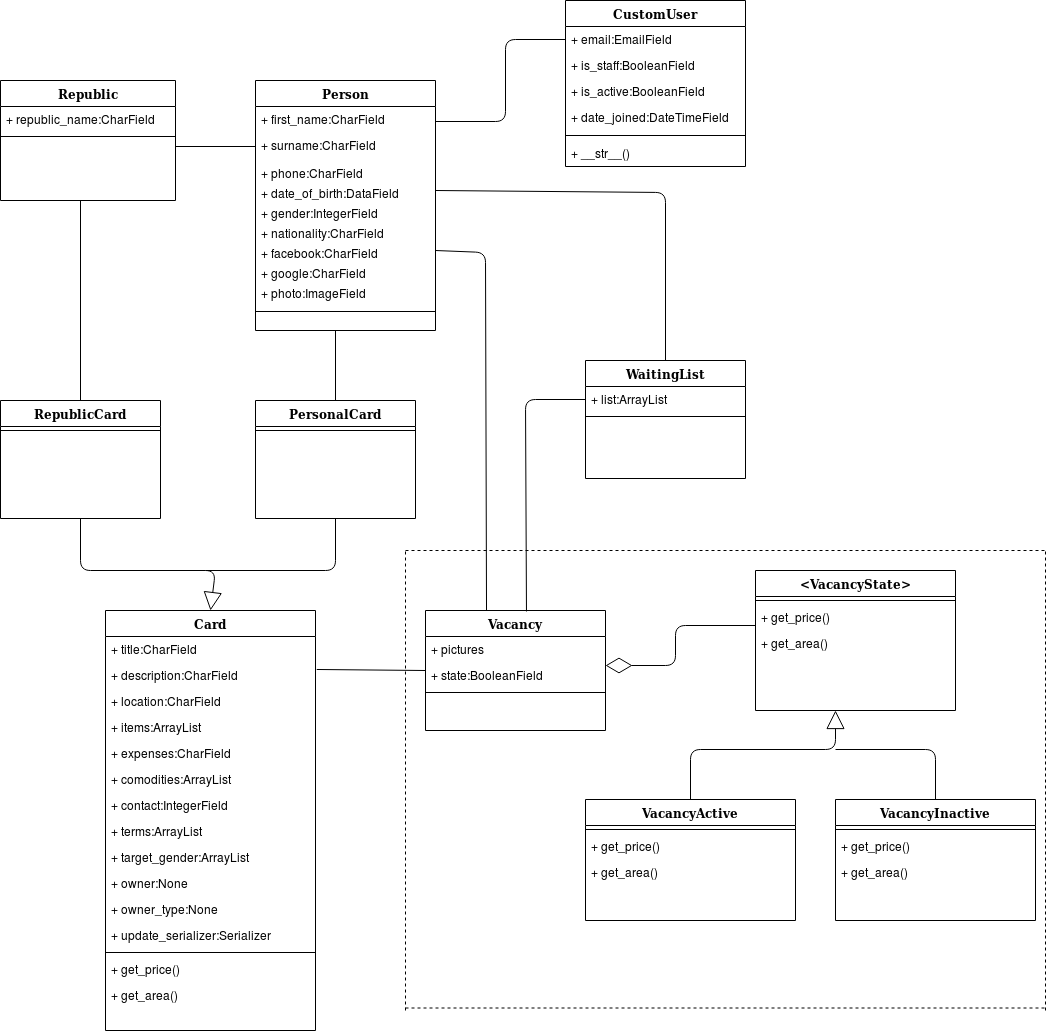 CustomUser
+ email:EmailField
+ is_staff:BooleanField
+ is_active:BooleanField
+ date_joined:DateTimeField
+ __str__()
Republic
+ republic_name:CharField
Person
+ first_name:CharField
+ surname:CharField
+ phone:CharField
+ date_of_birth:DataField
+ gender:IntegerField
+ nationality:CharField
+ facebook:CharField
+ google:CharField
+ photo:ImageField
WaitingList
+ list:ArrayList
RepublicCard
PersonalCard
Card
+ title:CharField
+ description:CharField
+ location:CharField
+ items:ArrayList
+ expenses:CharField
+ comodities:ArrayList
+ contact:IntegerField
+ terms:ArrayList
+ target_gender:ArrayList
+ owner:None
+ owner_type:None
+ update_serializer:Serializer
+ get_price()
+ get_area()
Vacancy
+ pictures
+ state:BooleanField
<VacancyState>
+ get_price()
+ get_area()
VacancyActive
+ get_price()
+ get_area()
VacancyInactive
+ get_price()
+ get_area()